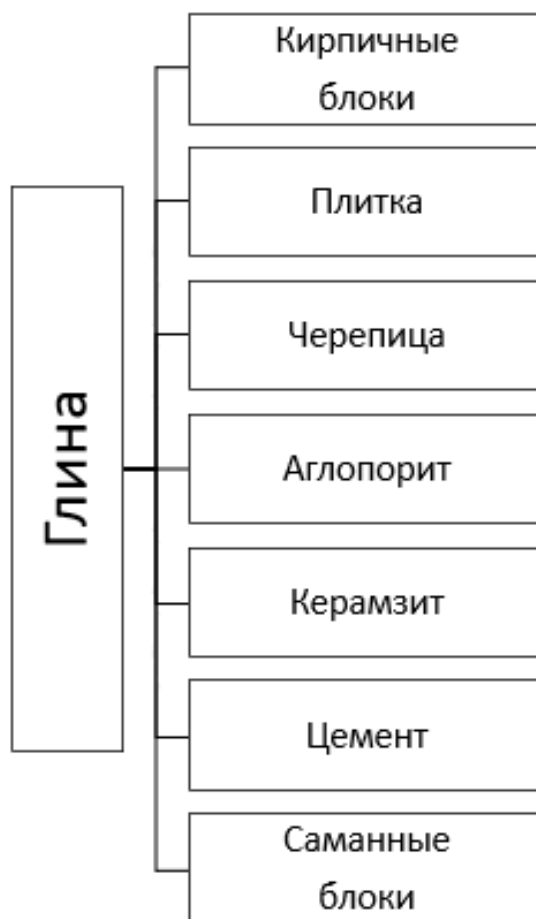 Глина
Кирпичные
блоки
Плитка
Черепица
Аглопорит
Керамзит
Цемент
Саманные
блоки